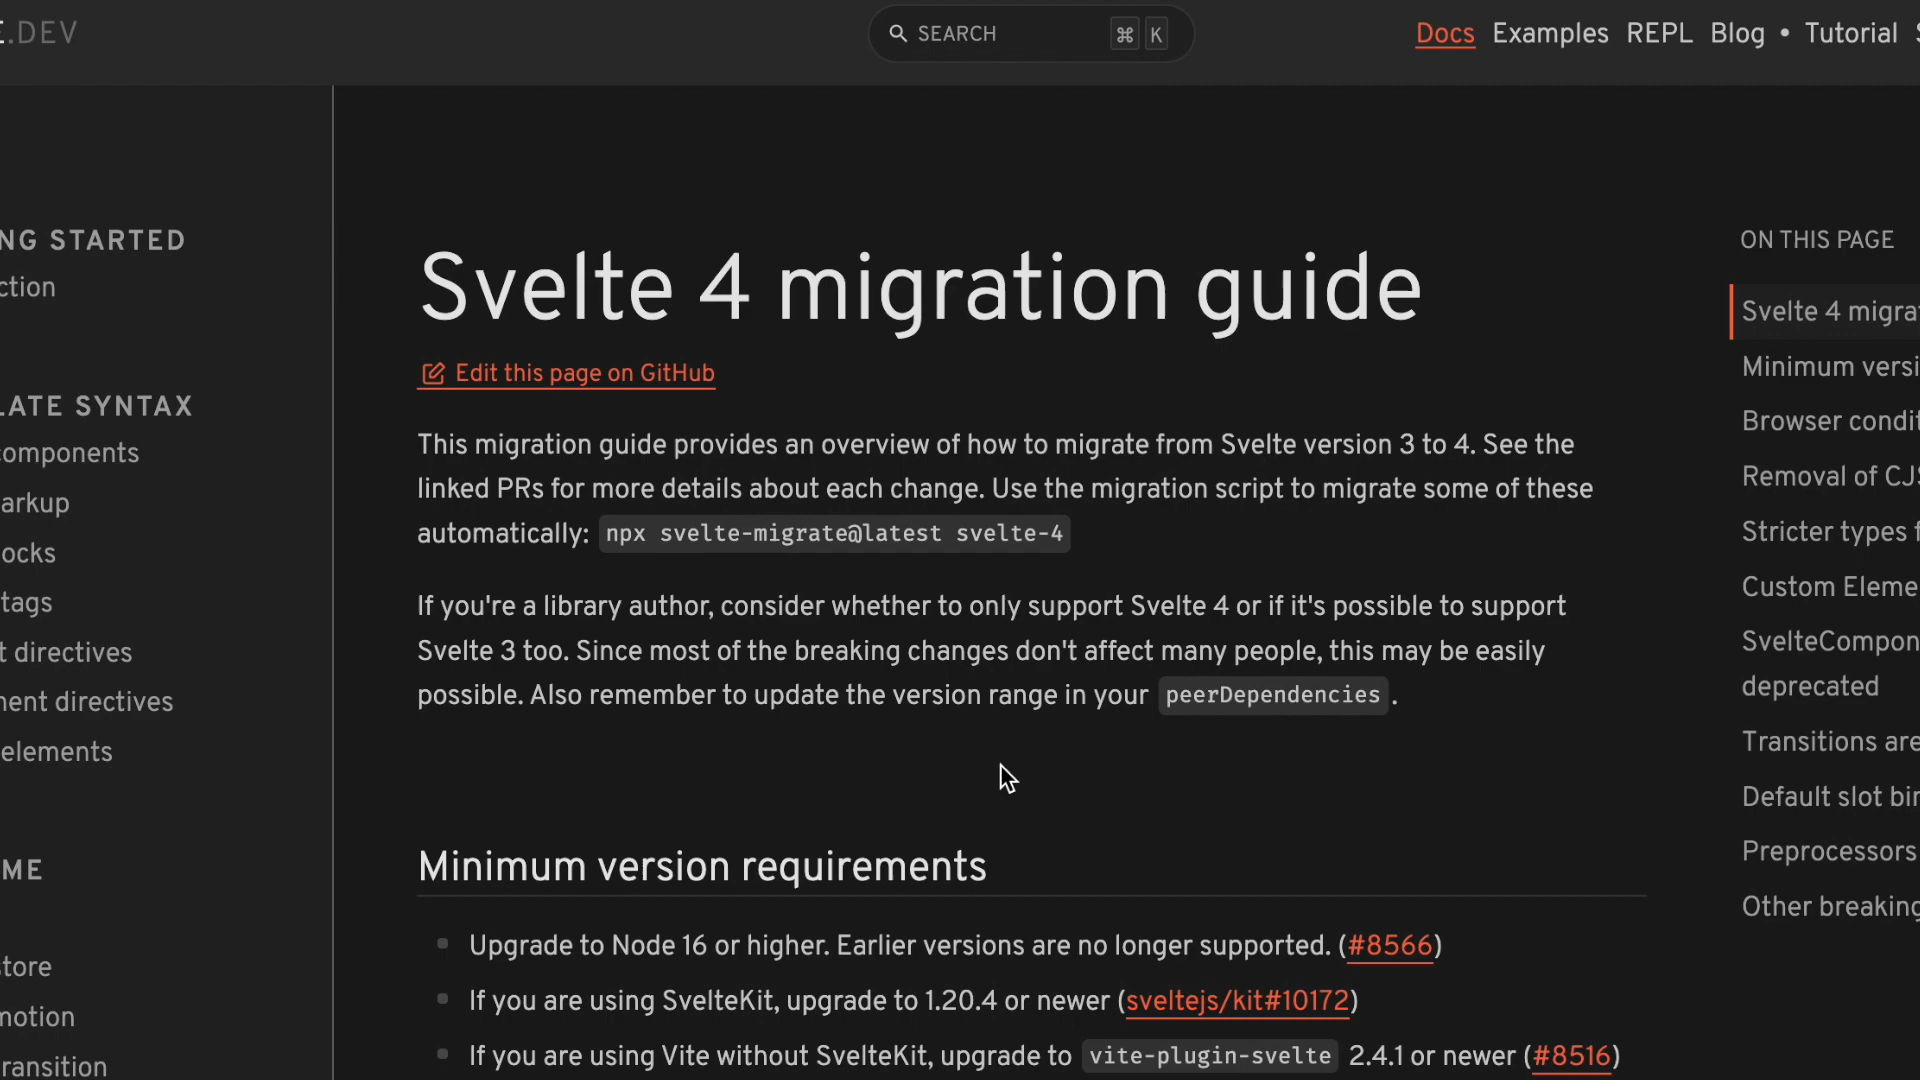 .DEV
SEARCH ⌘ K
Docs Examples REPL Blog • Tutorial
NG STARTED
ction
LATE SYNTAX
components
arkup
ocks
tags
t directives
nent directives
elements
ME
store
motion
ransition
Svelte 4 migration guide
Edit this page on GitHub
This migration guide provides an overview of how to migrate from Svelte version 3 to 4. See the
linked PRs for more details about each change. Use the migration script to migrate some of these
automatically: npx svelte-migrate@latest svelte-4
If you're a library author, consider whether to only support Svelte 4 or if it's possible to support
Svelte 3 too. Since most of the breaking changes don't affect many people, this may be easily
possible. Also remember to update the version range in your peerDependencies.
Minimum version requirements
Upgrade to Node 16 or higher. Earlier versions are no longer supported. (#8566)
If you are using SvelteKit, upgrade to 1.20.4 or newer (sveltejs/kit#10172)
If you are using Vite without SvelteKit, upgrade to vite-plugin-svelte 2.4.1 or newer (#8516)
ON THIS PAGE
Svelte 4 migra
Minimum versi
Browser condit
Removal of CJS
Stricter types f
Custom Eleme
SvelteCompon
deprecated
Transitions are
Default slot bin
Preprocessors
Other breaking